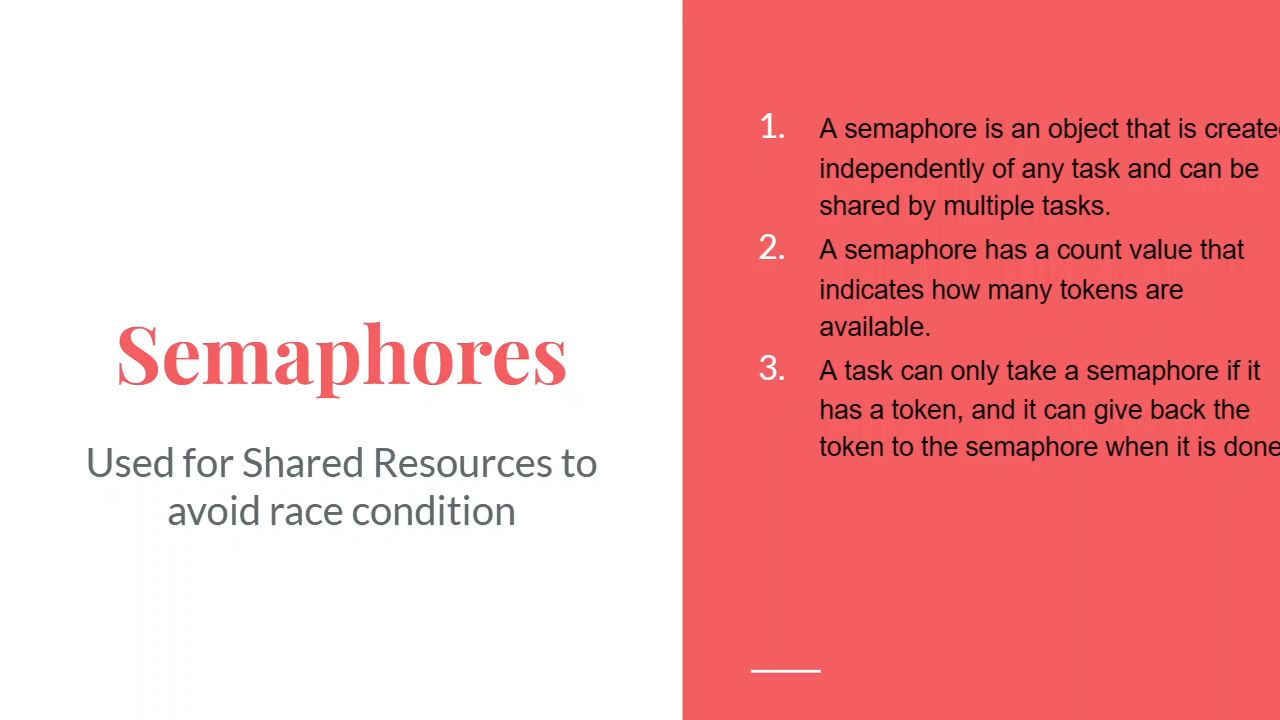 Semaphores
Used for Shared Resources to
avoid race condition
1. A semaphore is an object that is create
independently of any task and can be
shared by multiple tasks.
2. A semaphore has a count value that
indicates how many tokens are
available.
3. A task can only take a semaphore if it
has a token, and it can give back the
token to the semaphore when it is done